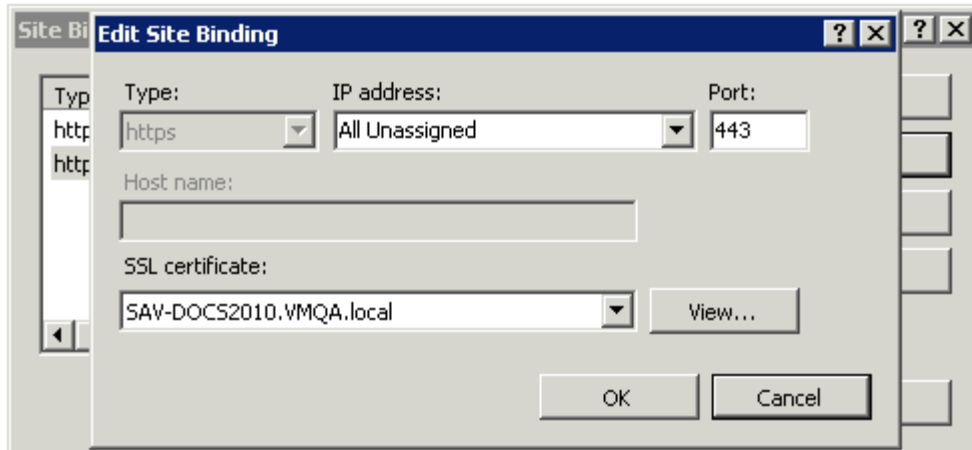 Site Bi
Edit Site Binding
? X
? X
Typ
http
http
Type:
IP address:
Port:
https
All Unassigned
443
Host name:
SSL certificate:
SAV-DOCS2010.VMQA.local
View...
OK
Cancel